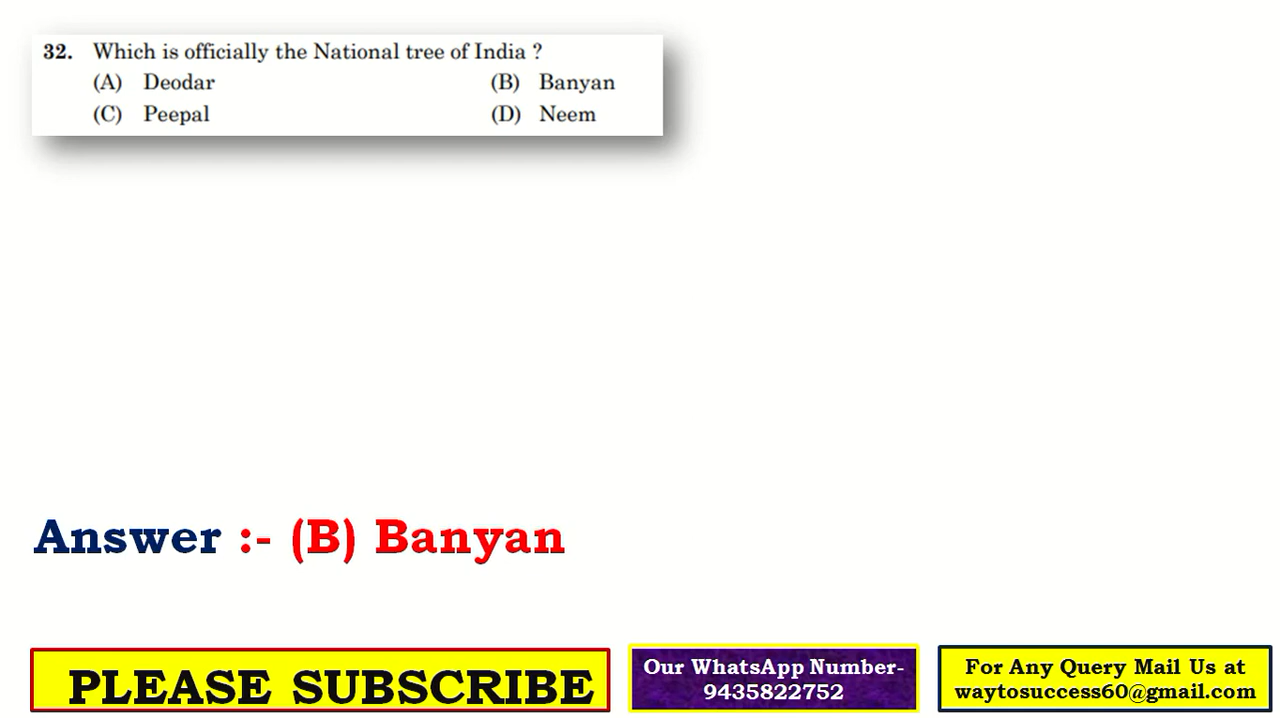 32. Which is officially the National tree of India ?
(A) Deodar (B) Banyan
(C) Peepal (D) Neem
Answer :- (B) Banyan
PLEASE SUBSCRIBE
Our WhatsApp Number-
9435822752
For Any Query Mail Us at
waytosuccess60@gmail.com